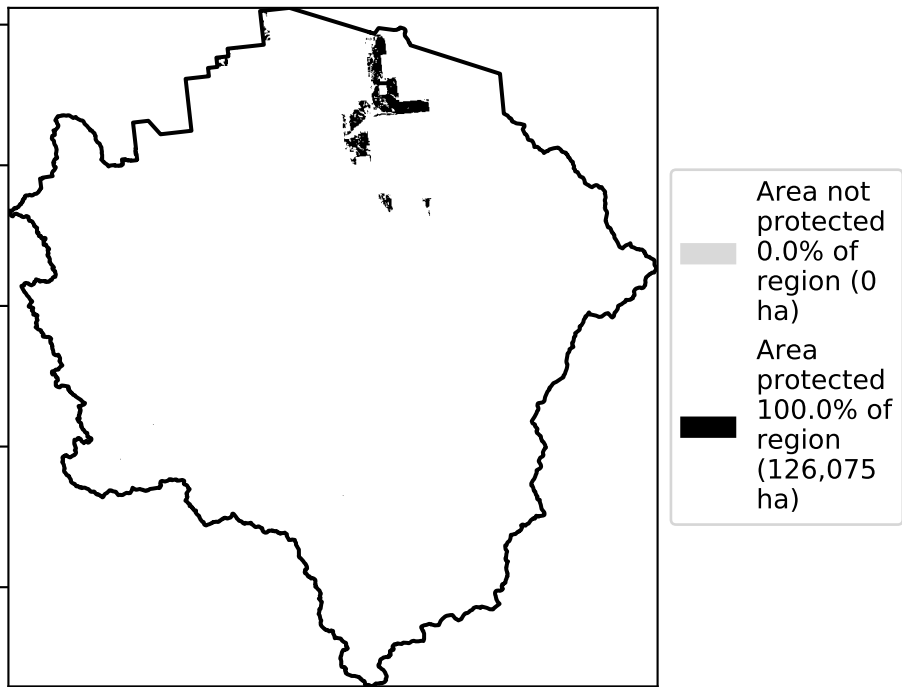 Area not
protected
0.0% of
region (0
ha)
Area
protected
100.0% of
region
(126,075
ha)